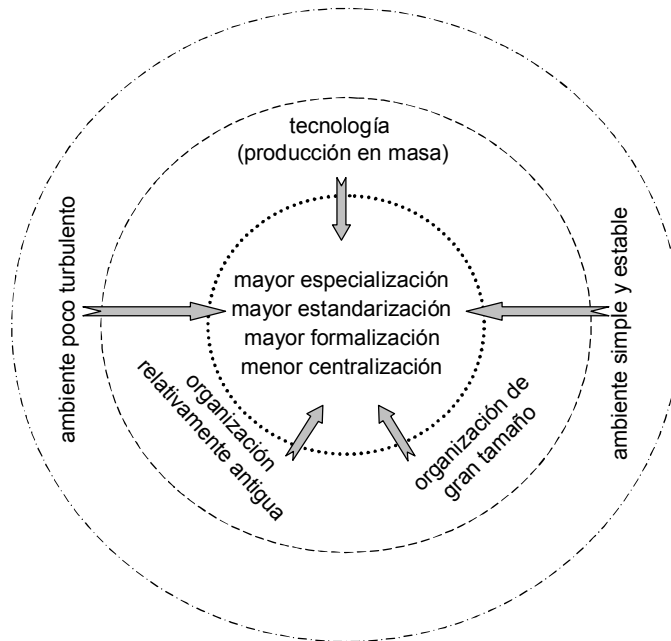 tecnología
(producción en masa)
ambiente poco turbulento
mayor especialización
mayor estandarización
mayor formalización
menor centralización
ambiente simple y estable
organización
relativamente antigua
organización de
gran tamaño